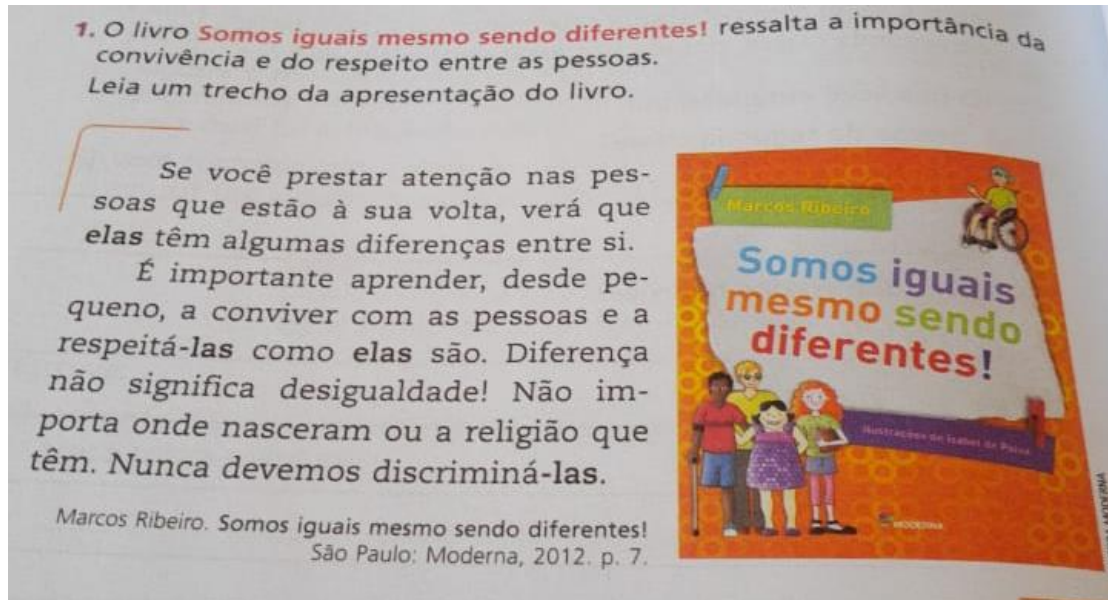 1. O livro Somos iguais mesmo sendo diferentes! ressalta a importância da
convivência e do respeito entre as pessoas.
Leia um trecho da apresentação do livro.
Se você prestar atenção nas pes-
soas que estão à sua volta, verá que
elas têm algumas diferenças entre si.
É importante aprender, desde pe-
queno, a conviver com as pessoas e a
respeitá-las como elas são. Diferença
não significa desigualdade! Não im-
porta onde nasceram ou a religião que
têm. Nunca devemos discriminá-las.
Marcos Ribeiro. Somos iguais mesmo sendo diferentes!
São Paulo: Moderna, 2012. p. 7.
Marcos Ribeiro
Somos iguais
mesmo sendo
diferentes!
Ilustrações de Isabel de Paiva
MODERNA
MODERNA